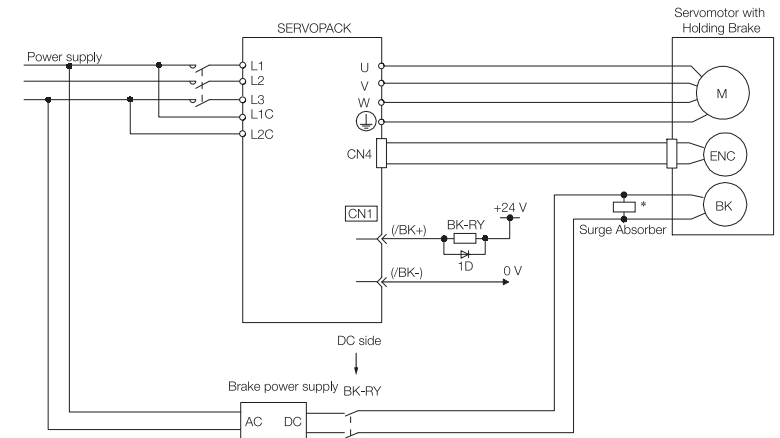 Servomotor with
Holding Brake
SERVOPACK
Power supply
L1
L2
L3
L1C
L2C
U
V
W
M
CN4
ENC
CN1
(/BK+)
BK-RY
+24 V
1D
(/BK-)
0 V
BK
*
Surge Absorber
DC side
Brake power supply
BK-RY
AC
DC